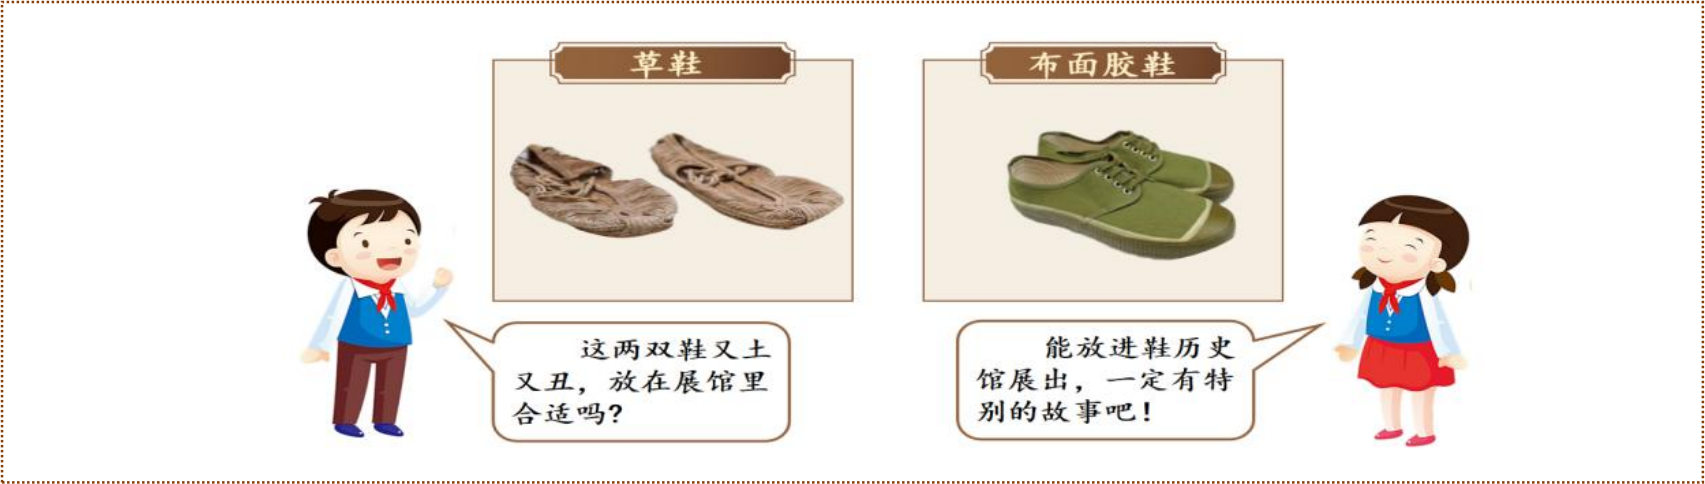 草鞋
布面胶鞋
这两双鞋又土
又丑，放在展馆里
合适吗?
能放进鞋历史
馆展出，一定有特
别的故事吧!